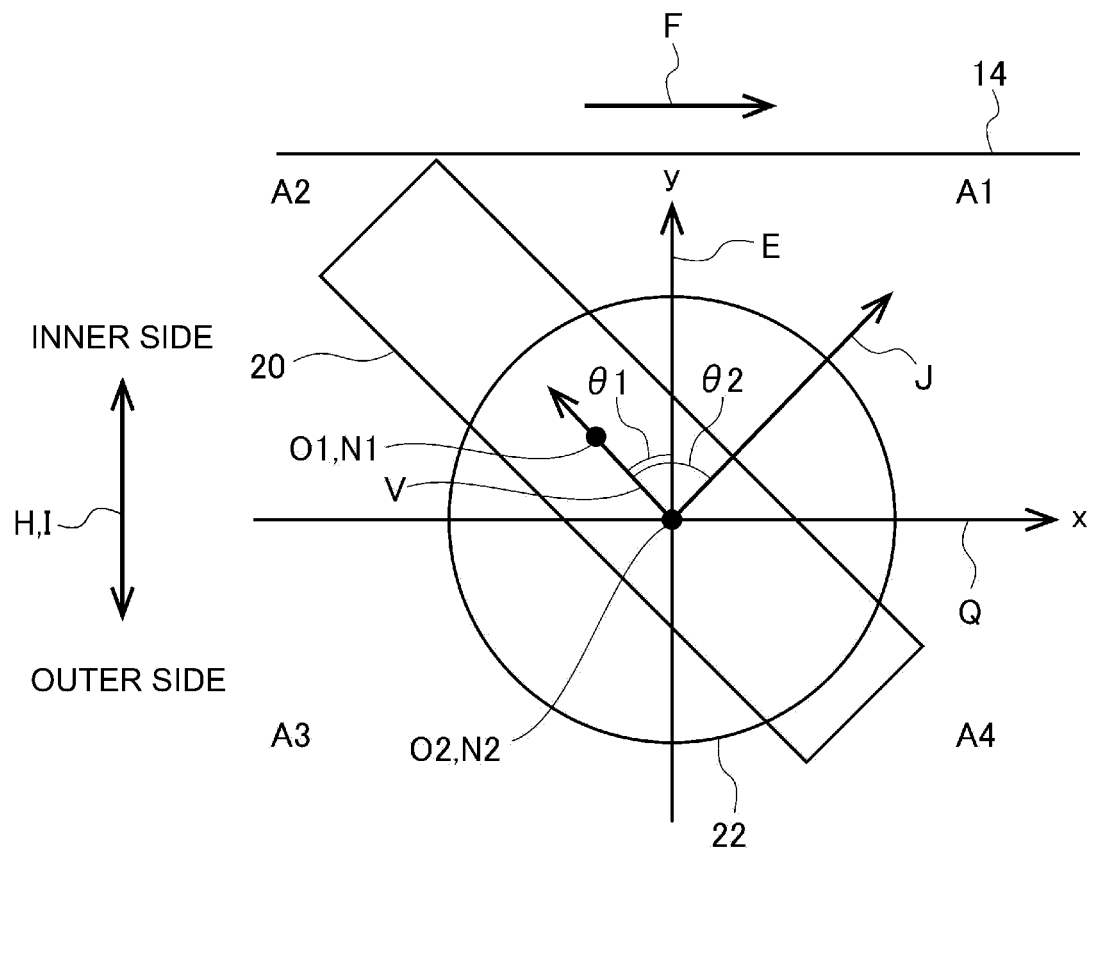 F
14
A2
y
A1
E
INNER SIDE
20
θ1
θ2
J
O1,N1
V
H,I
x
Q
OUTER SIDE
A3
O2,N2
A4
22